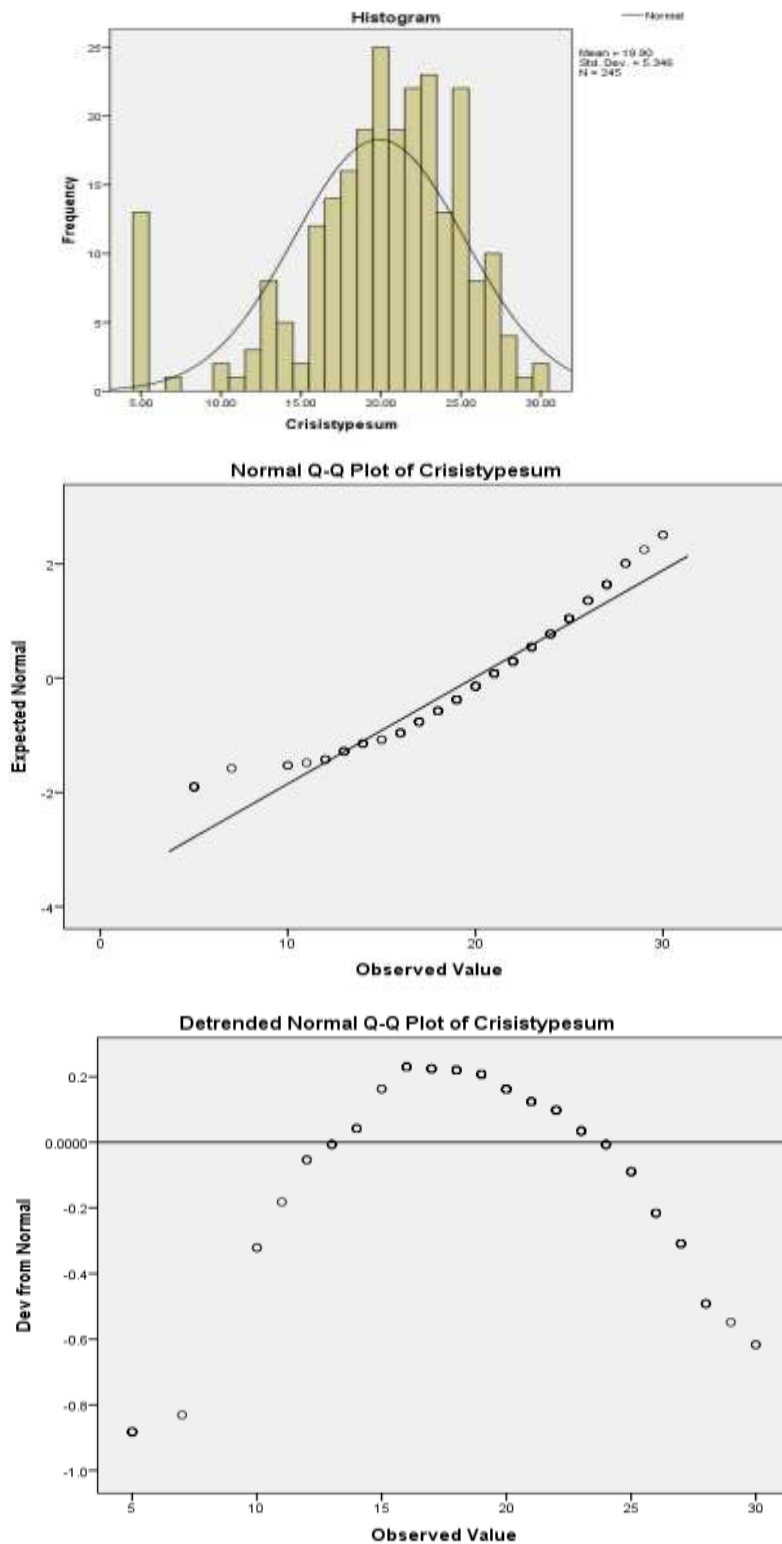 Histogram
Normal
Mean = 19.90
Std. Dev. = 5.346
N = 245
25
20
15
10
5
0
Frequency
5.00 10.00 15.00 20.00 25.00 30.00
Crisistypesum
Normal Q-Q Plot of Crisistypesum
2
0
-2
-4
Expected Normal
0 10 20 30
Observed Value
Detrended Normal Q-Q Plot of Crisistypesum
0.2
0.0000
-0.2
-0.4
-0.6
-0.8
-1.0
Dev from Normal
5 10 15 20 25 30
Observed Value